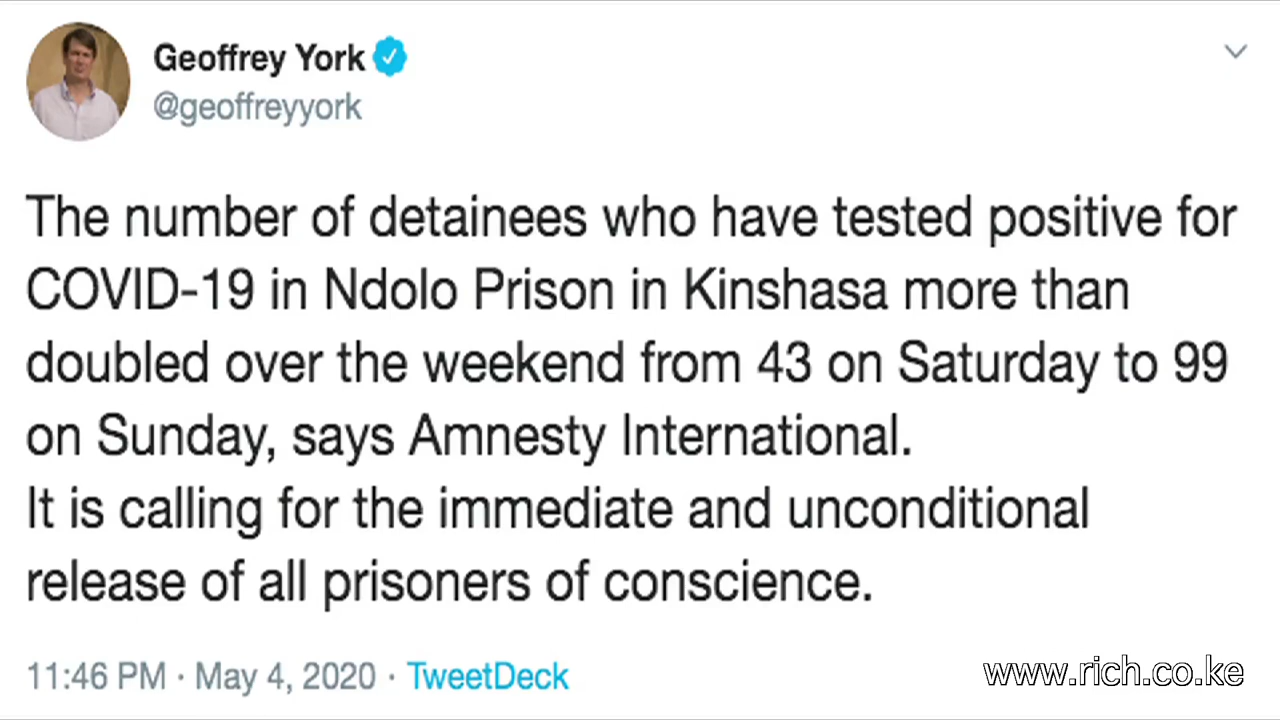 Geoffrey York
@geoffreyyork
The number of detainees who have tested positive for
COVID-19 in Ndolo Prison in Kinshasa more than
doubled over the weekend from 43 on Saturday to 99
on Sunday, says Amnesty International.
It is calling for the immediate and unconditional
release of all prisoners of conscience.
11:46 PM · May 4, 2020 · TweetDeck
www.rich.co.ke